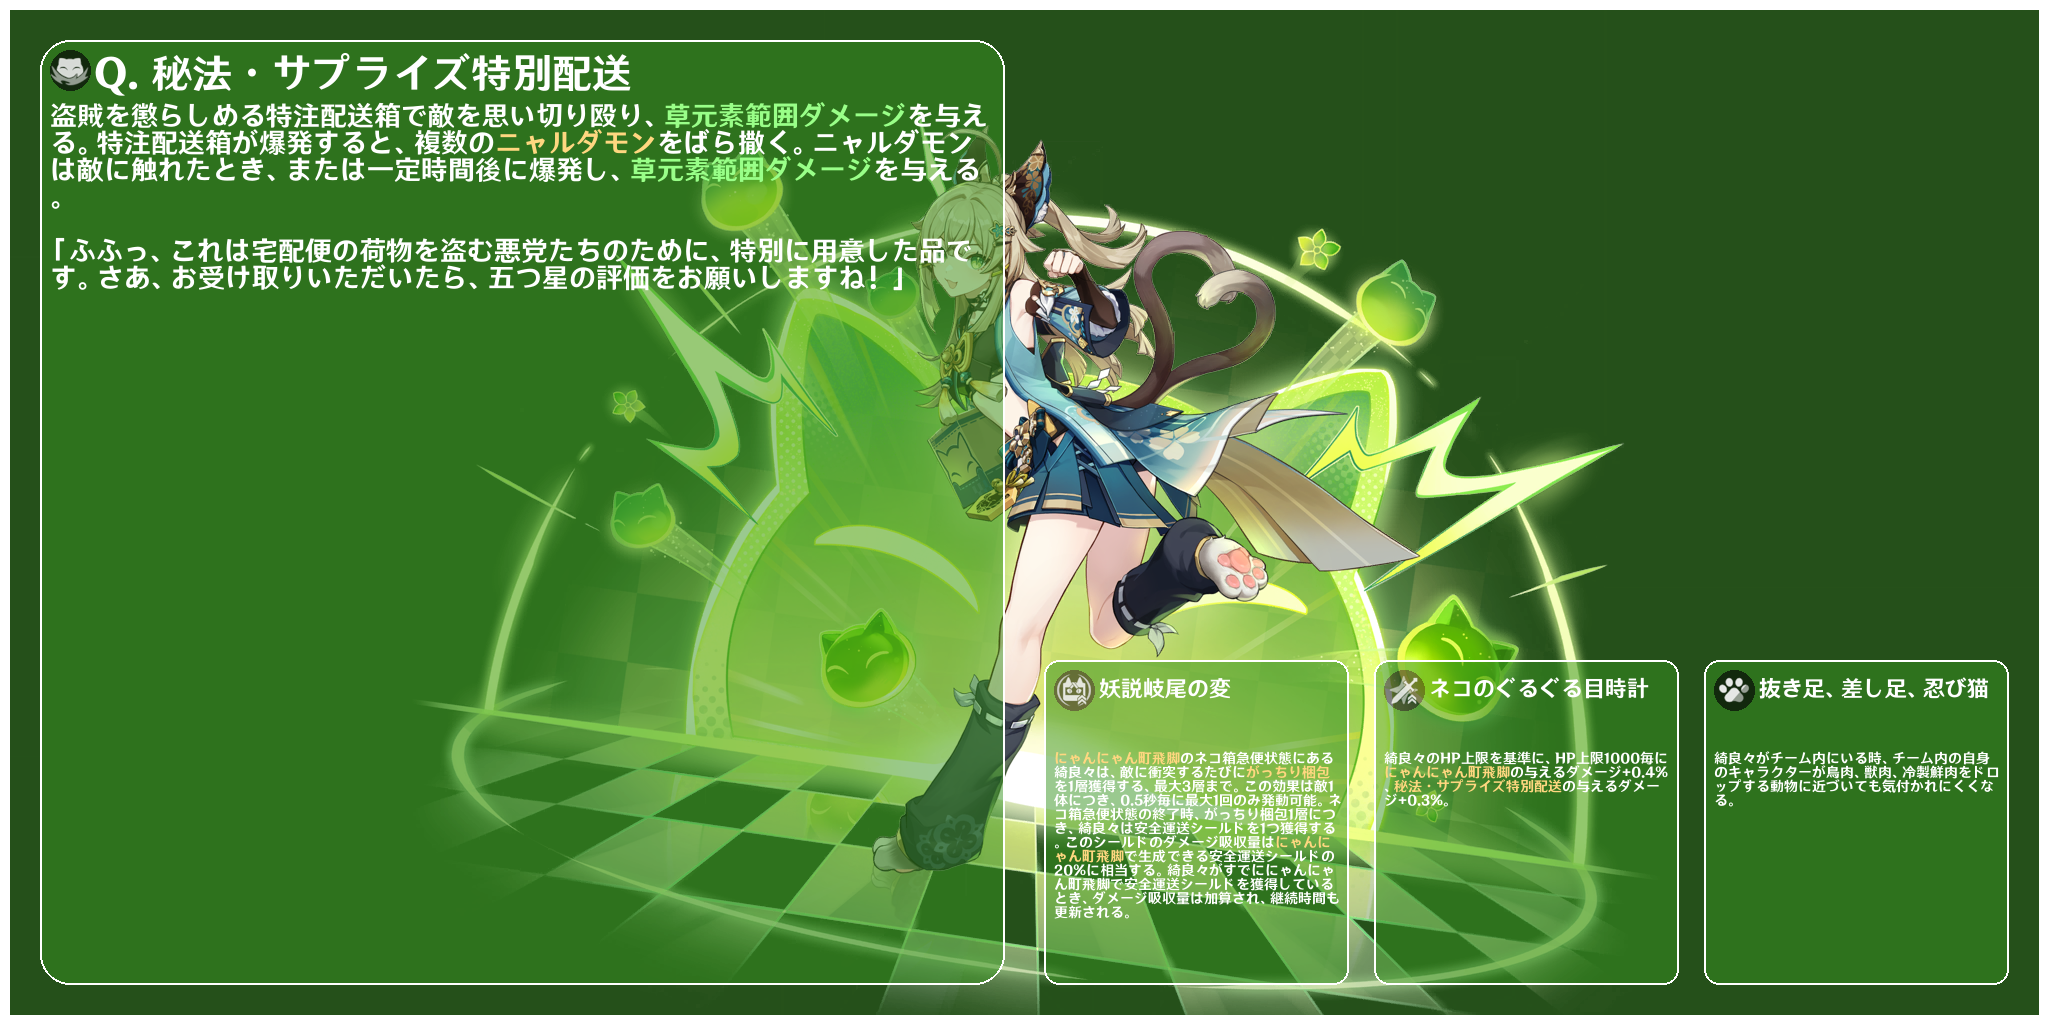 Q. 秘法・サプライズ特別配送
盗賊を懲らしめる特注配送箱で敵を思い切り殴り、草元素範囲ダメージを与え
る。特注配送箱が爆発すると、複数のニャルダモンをばら撒く。ニャルダモン
は敵に触れたとき、または一定時間後に爆発し、草元素範囲ダメージを与える
。
「ふふっ、これは宅配便の荷物を盗む悪党たちのために、特別に用意した品で
す。さあ、お受け取りいただいたら、五つ星の評価をお願いしますね！」
妖説岐尾の変
にゃんにゃん町飛脚のネコ箱急便状態にある
綺良々は、敵に衝突するたびにがっちり梱包
を1層獲得する、最大3層まで。この効果は敵1
体につき、0.5秒毎に最大1回のみ発動可能。ネ
コ箱急便状態の終了時、がっちり梱包1層につ
き、綺良々は安全運送シールドを1つ獲得する
。このシールドのダメージ吸収量はにゃんに
ゃん町飛脚で生成できる安全運送シールドの
20%に相当する。綺良々がすでににゃんにゃ
ん町飛脚で安全運送シールドを獲得している
とき、ダメージ吸収量は加算され、継続時間も
更新される。
ネコのぐるぐる目時計
綺良々のHP上限を基準に、HP上限1000毎に
にゃんにゃん町飛脚の与えるダメージ+0.4%
、秘法・サプライズ特別配送の与えるダメー
ジ+0.3%。
抜き足、差し足、忍び猫
綺良々がチーム内にいる時、チーム内の自身
のキャラクターが鳥肉、獣肉、冷製鮮肉をドロ
ップする動物に近づいても気付かれにくくな
る。